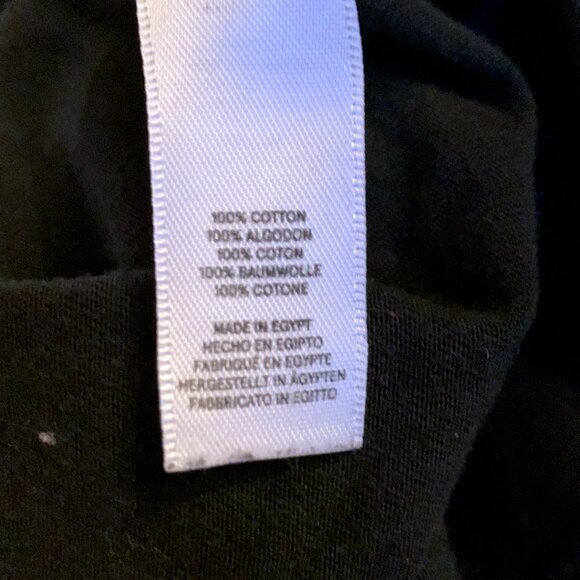 100% COTTON
100% ALGODON
100% COTON
100% BAUMWOLLE
100% COTONE
MADE IN EGYPT
HECHO EN EGIPTO
FABRIQUÉ EN EGYPTE
HERGESTELLT IN ÄGYPTEN
FABBRICATO IN EGITTO